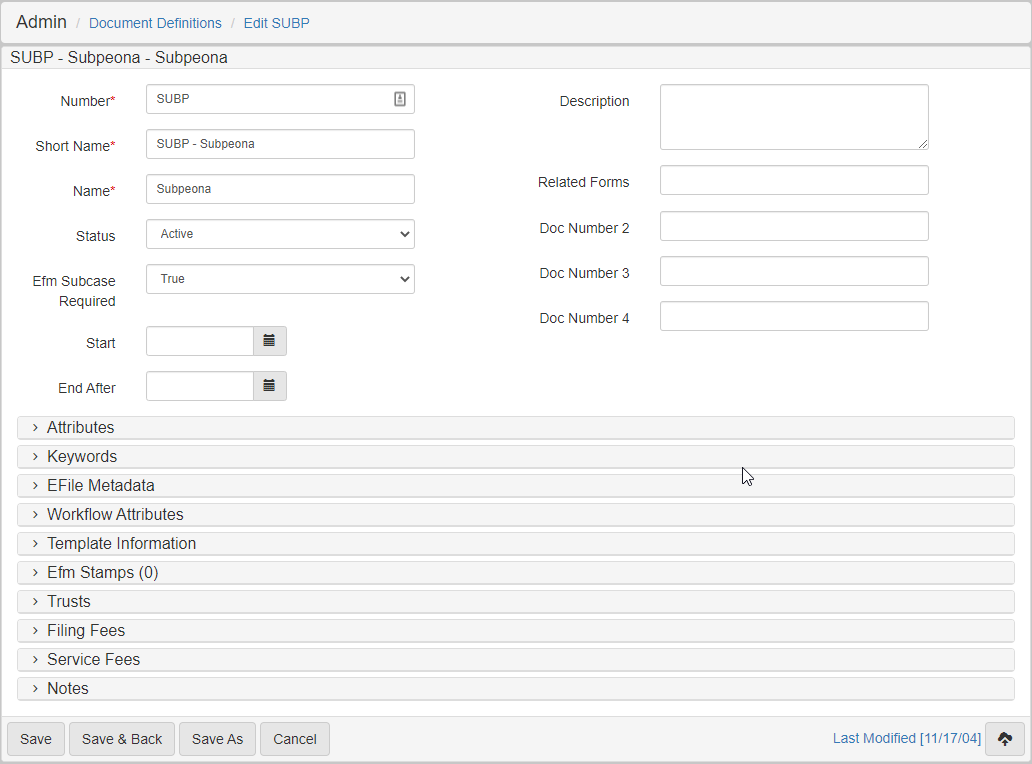 Admin / Document Definitions / Edit SUBP
SUBP - Subpeona - Subpeona
Number* SUBP
Short Name* SUBP - Subpeona
Name* Subpeona
Status Active
Efm Subcase
Required True
Start
End After
Description
Related Forms
Doc Number 2
Doc Number 3
Doc Number 4
Attributes
Keywords
EFile Metadata
Workflow Attributes
Template Information
Efm Stamps (0)
Trusts
Filing Fees
Service Fees
Notes
Save Save & Back Save As Cancel Last Modified [11/17/04]